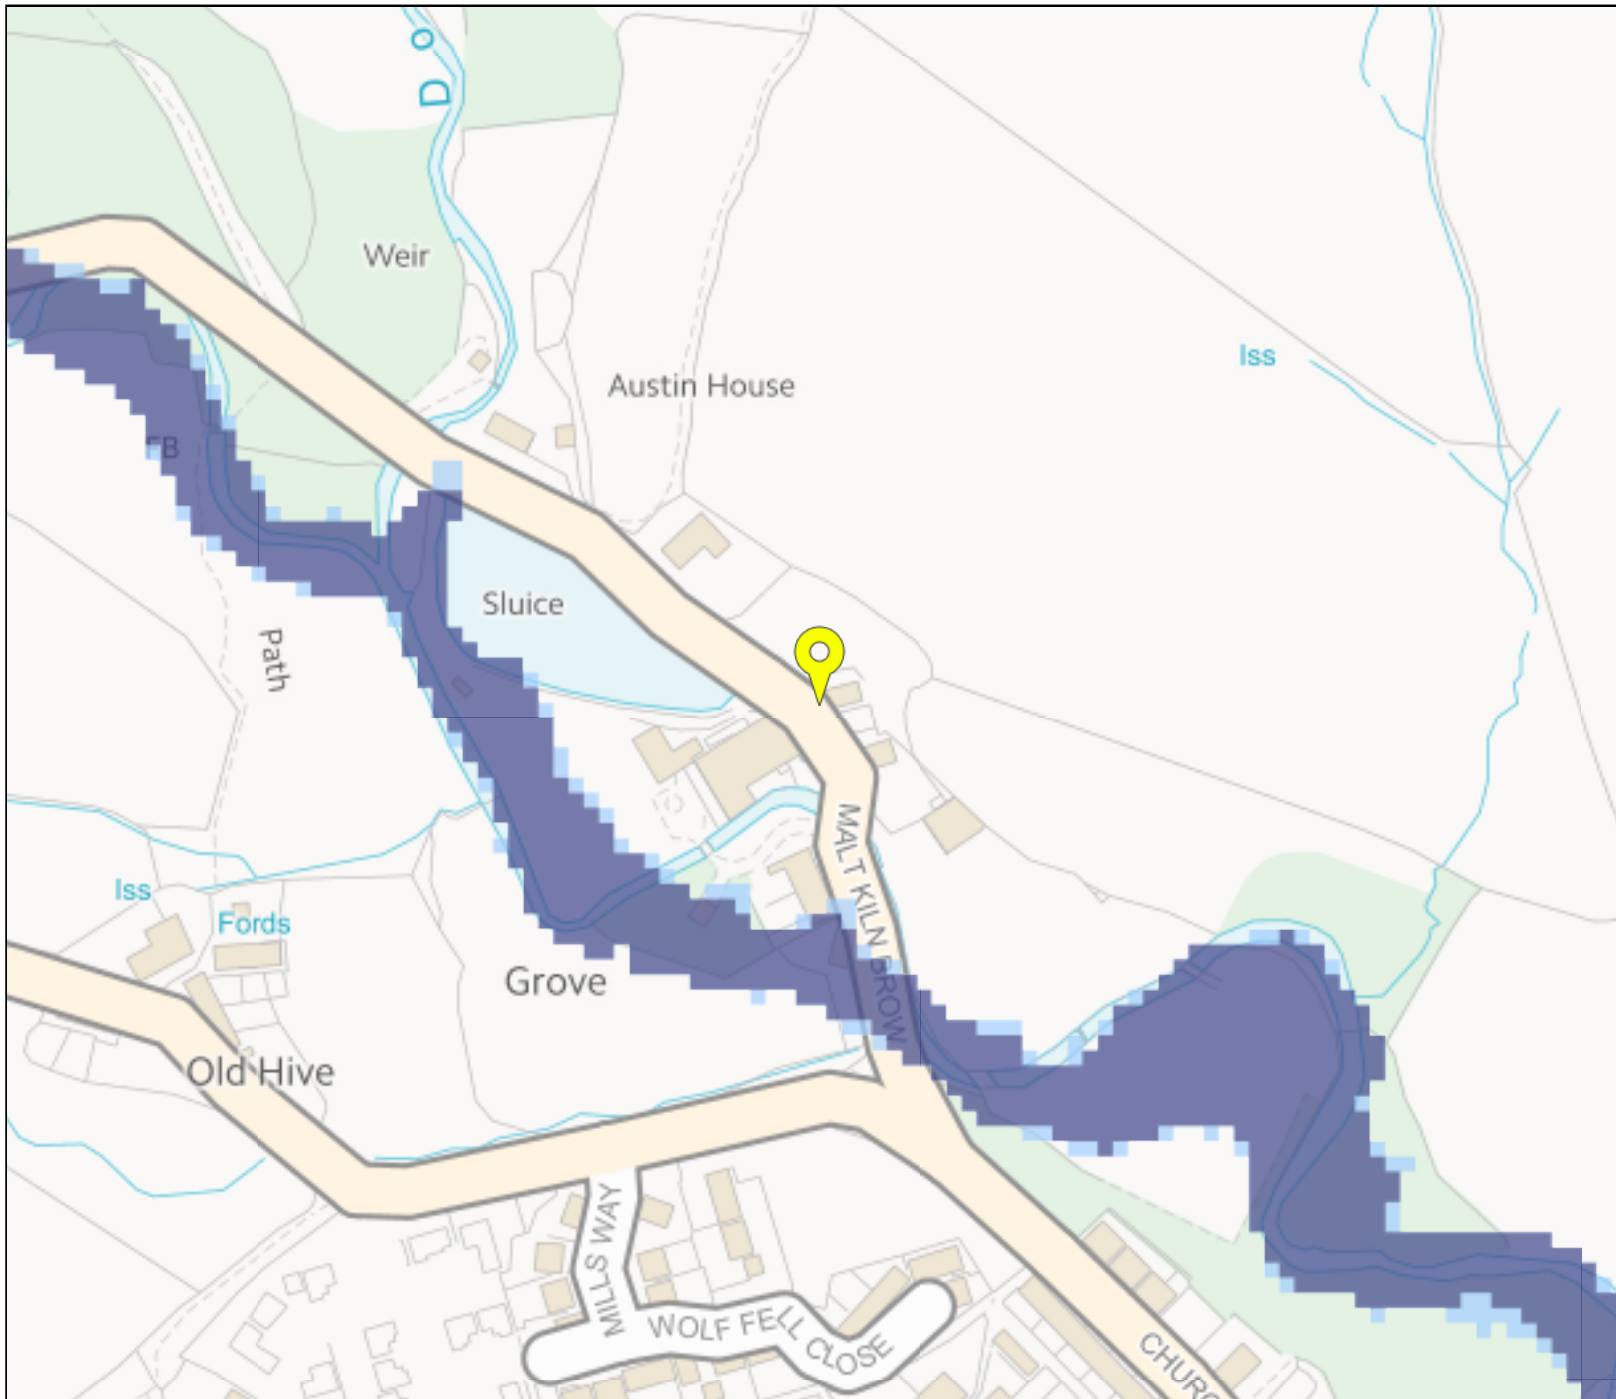 D o
Weir
Iss
Austin House
FB
Sluice
Path
MALT KILN BROW
Iss
Fords
Grove
Old Hive
MILLS WAY
WOLF FELL CLOSE
CHURC